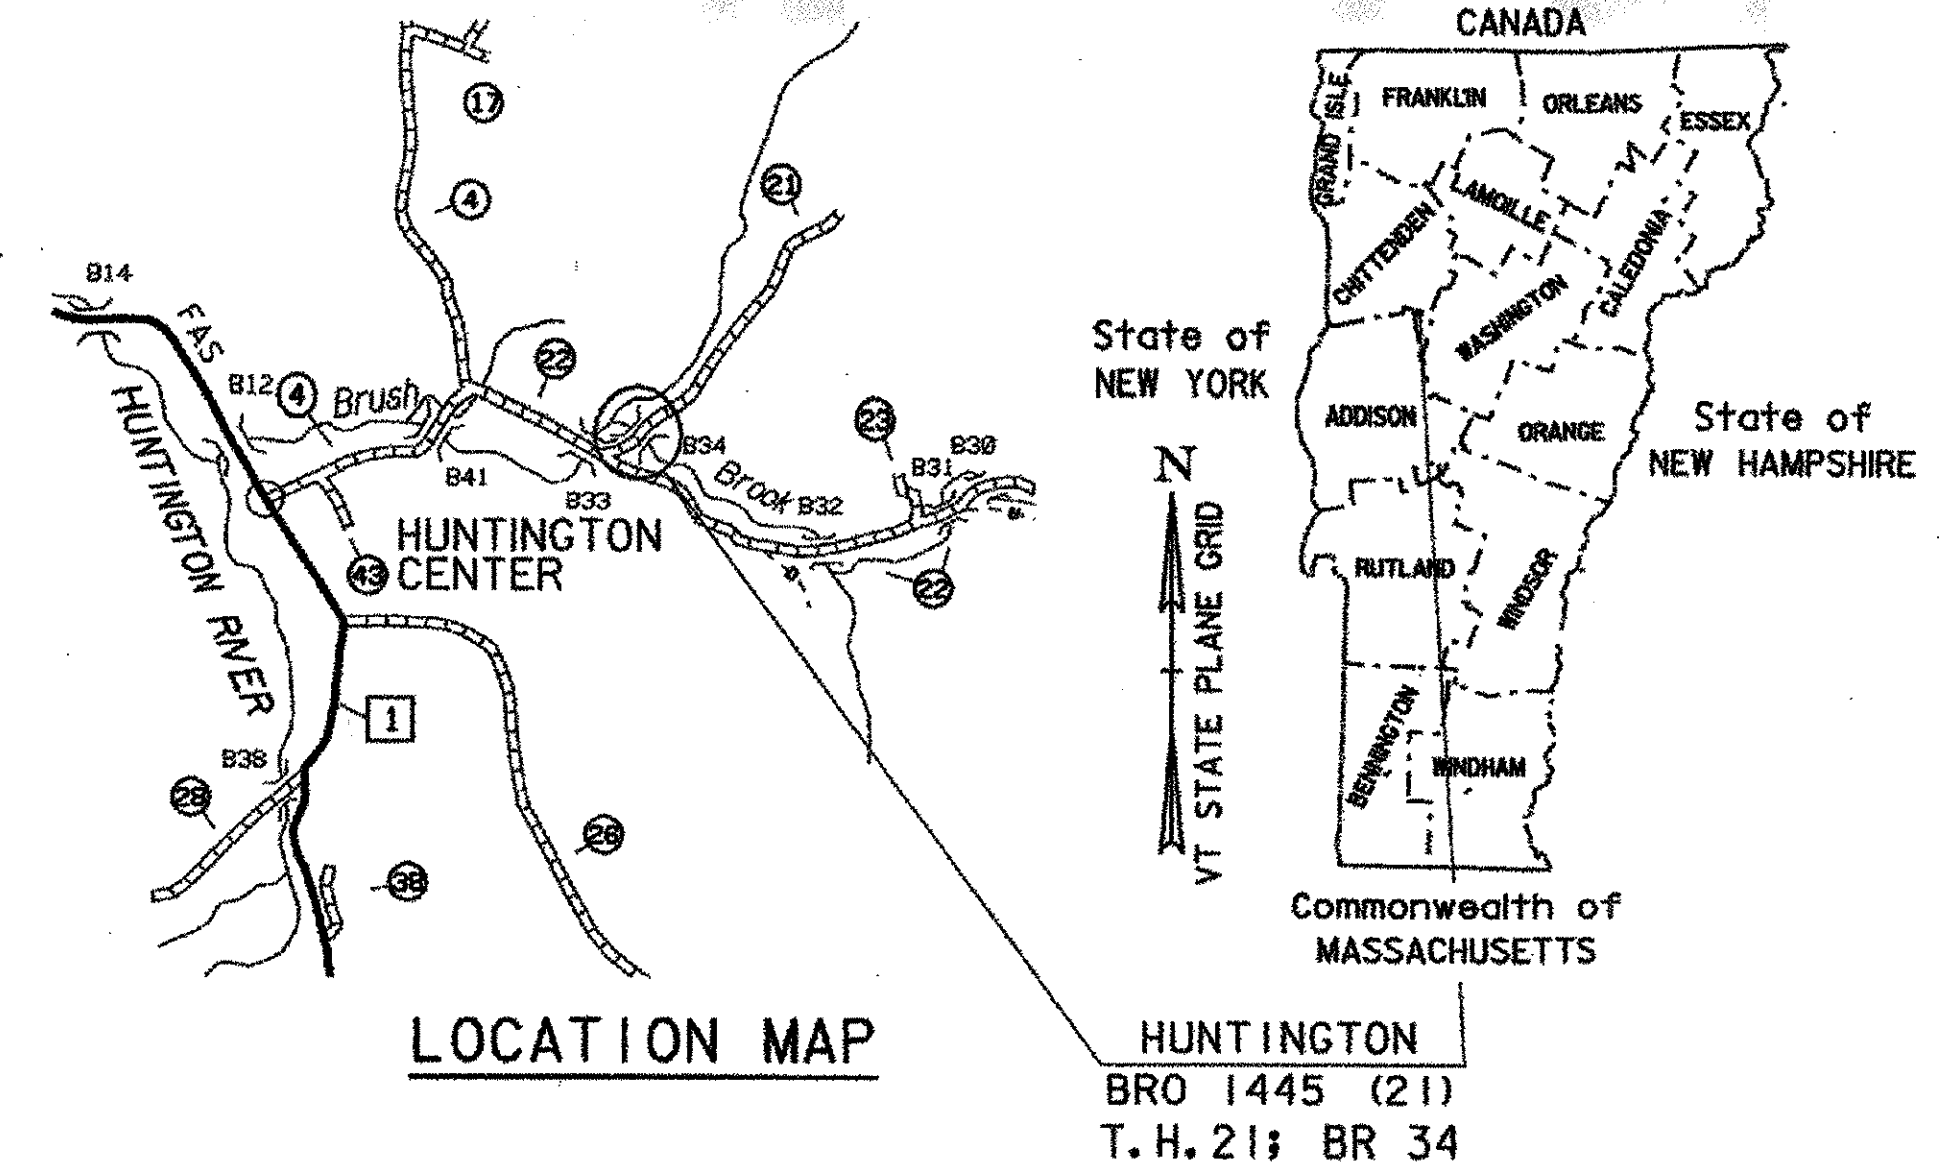 CANADA
GRAND ISLE
FRANKLIN
ORLEANS
ESSEX
LAMOILLE
CHITTENDEN
CALEDONIA
WASHINGTON
ADDISON
ORANGE
RUTLAND
WINDSOR
BENNINGTON
WINDHAM
State of
NEW YORK
State of
NEW HAMPSHIRE
Commonwealth of
MASSACHUSETTS
N
VT STATE PLANE GRID
17
4
21
B14
FAS
22
B12
4
Brush
23
B34
B30
B31
B41
Brook
B33
B32
HUNTINGTON RIVER
HUNTINGTON
CENTER
43
22
1
B38
28
26
38
LOCATION MAP
HUNTINGTON
BRO 1445 (21)
T.H.21; BR 34